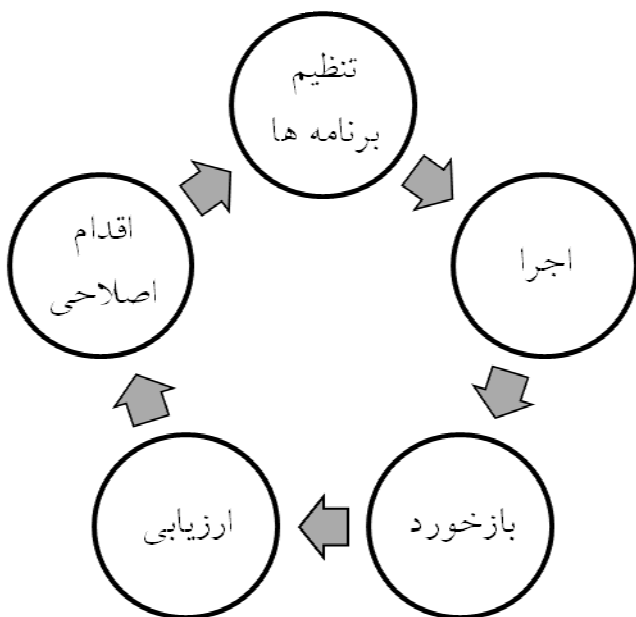 تنظیم
برنامه ها
اجرا
بازخورد
ارزیابی
اقدام
اصلاحی